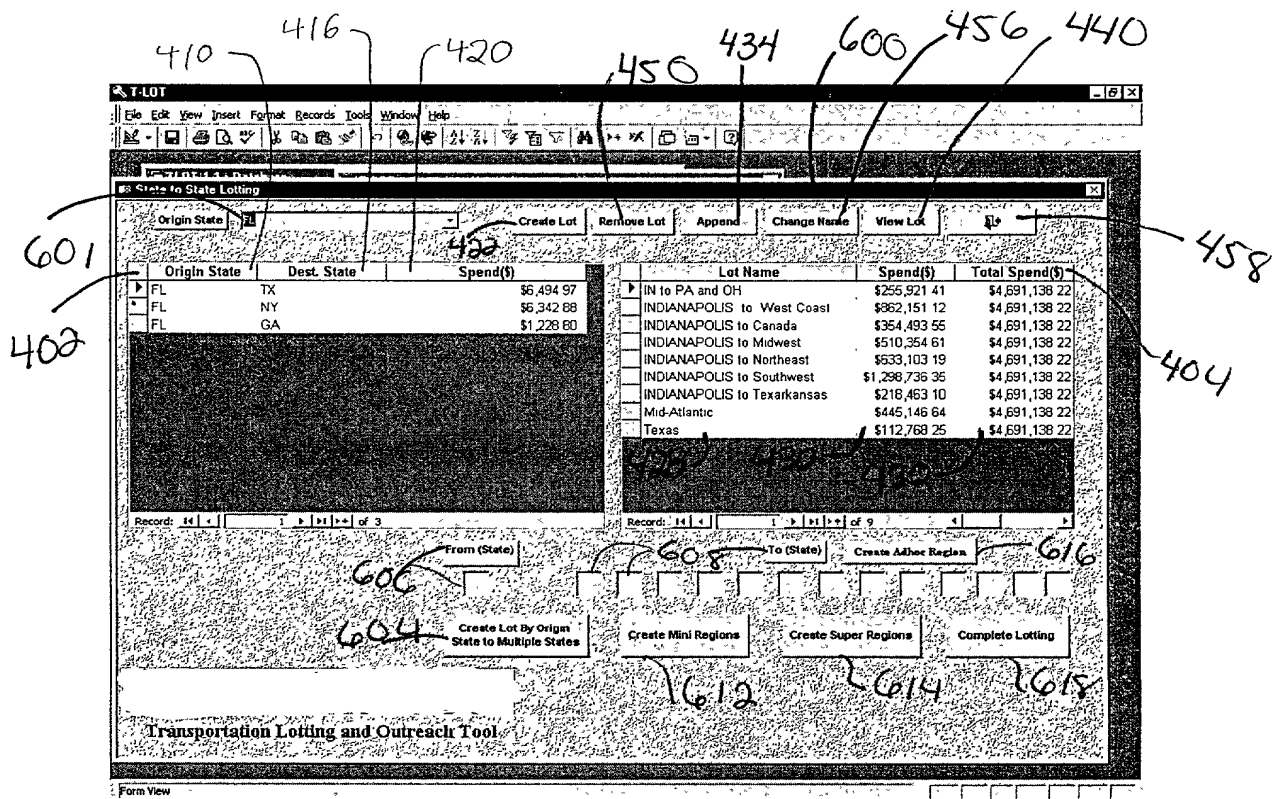 410 416 420 450 434 600 456 440
T-LOT
File Edit View Insert Format Records Tools Window Help
State to State Lotting
Origin State FL Create Lot Remove Lot Append Change Name View Lot
601 422 458
Origin State Dest. State Spend($)
FL TX $6,494 97
FL NY $6,342 88
FL GA $1,228 80
402
Lot Name Spend($) Total Spend($)
IN to PA and OH $255,921 41 $4,691,138 22
INDIANAPOLIS to West Coast $862,151 12 $4,691,138 22
INDIANAPOLIS to Canada $354,493 55 $4,691,138 22
INDIANAPOLIS to Midwest $510,354 61 $4,691,138 22
INDIANAPOLIS to Northeast $633,103 19 $4,691,138 22
INDIANAPOLIS to Southwest $1,298,736 35 $4,691,138 22
INDIANAPOLIS to Texarkansas $218,463 10 $4,691,138 22
Mid-Atlantic $445,146 64 $4,691,138 22
Texas $112,768 25 $4,691,138 22
404
428
Record: 1 of 3 Record: 1 of 9
From (State) 608 To (State) Create Adhoc Region 616
606
604 Create Lot By Origin State to Multiple States Create Mini Regions Create Super Regions Complete Lotting
612 614 618
Transportation Lotting and Outreach Tool
Form View